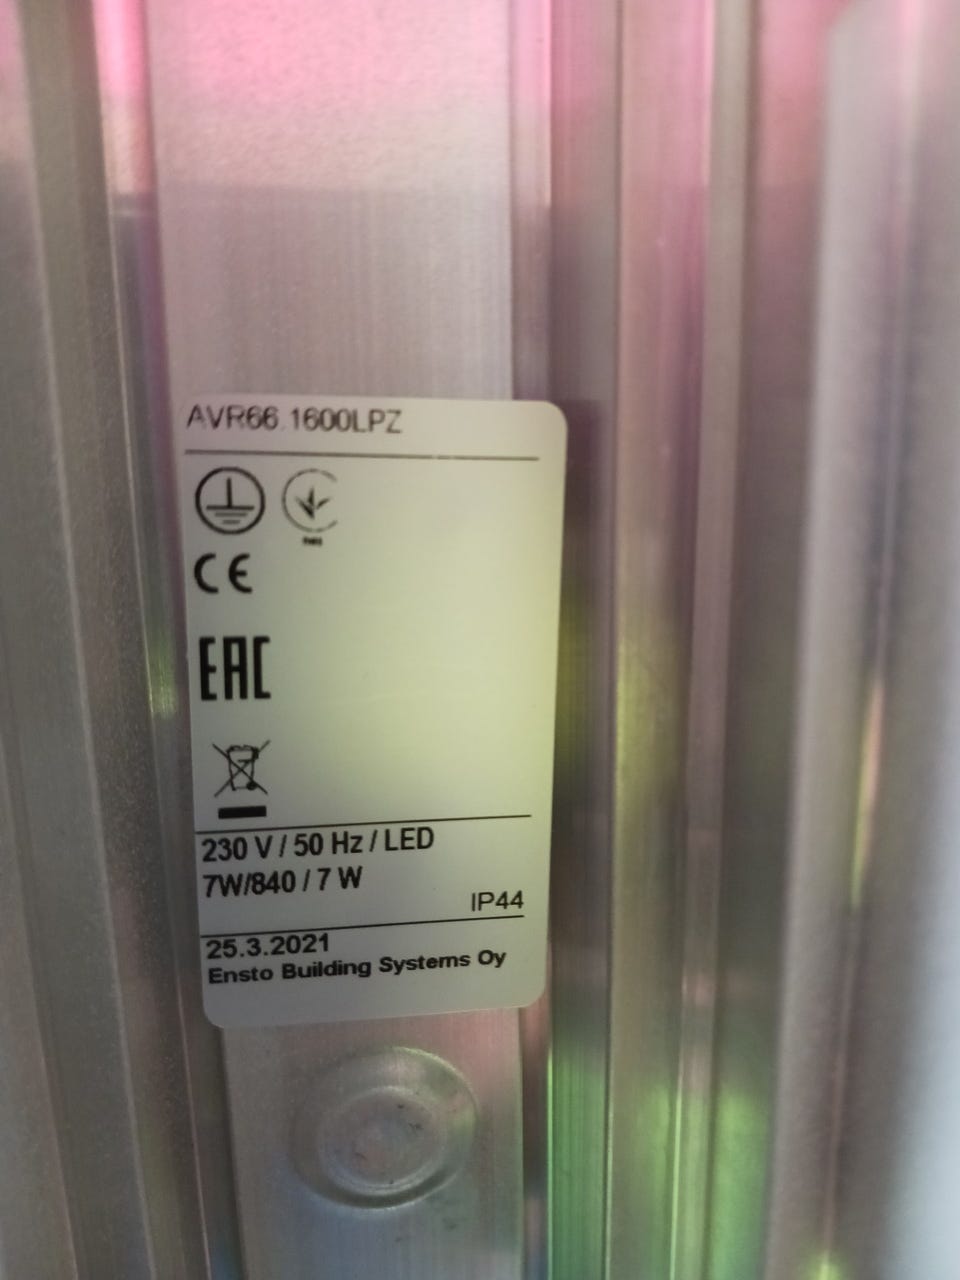 AVR66.1600LPZ
CE
EAC
230 V / 50 Hz / LED
7W/840 / 7 W
IP44
25.3.2021
Ensto Building Systems Oy